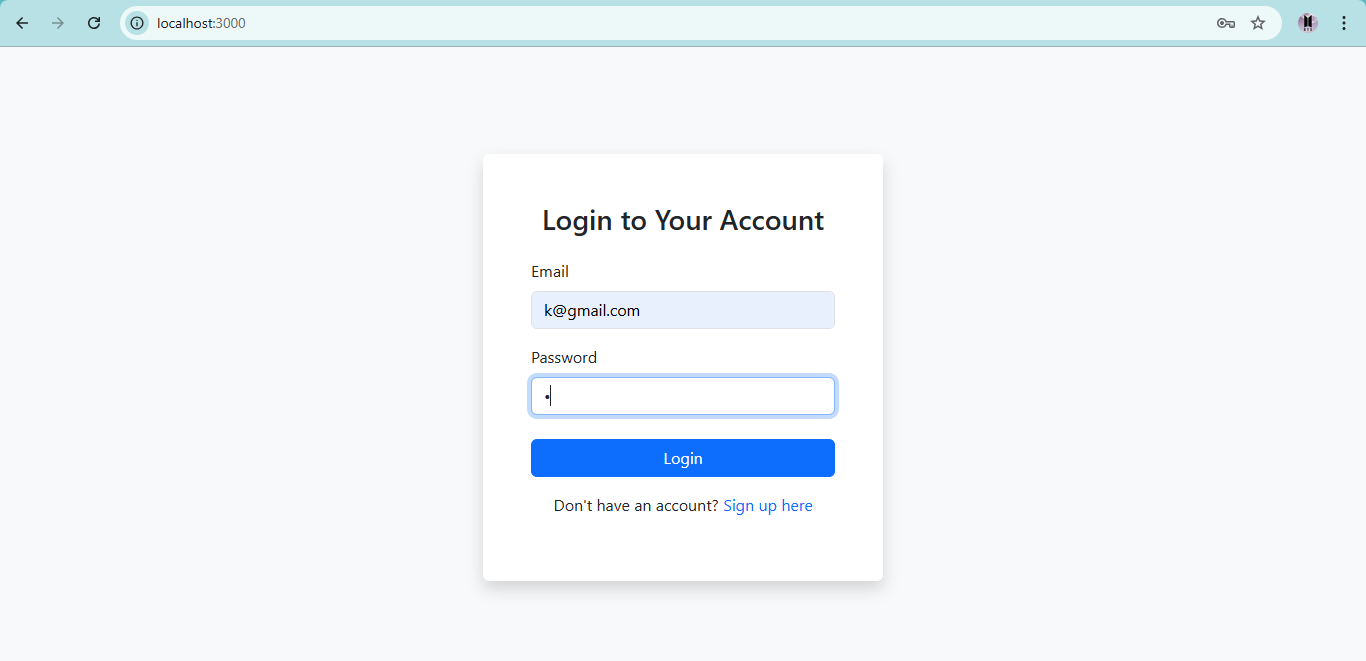 localhost:3000
Login to Your Account
Email
k@gmail.com
Password
•
Login
Don't have an account? Sign up here